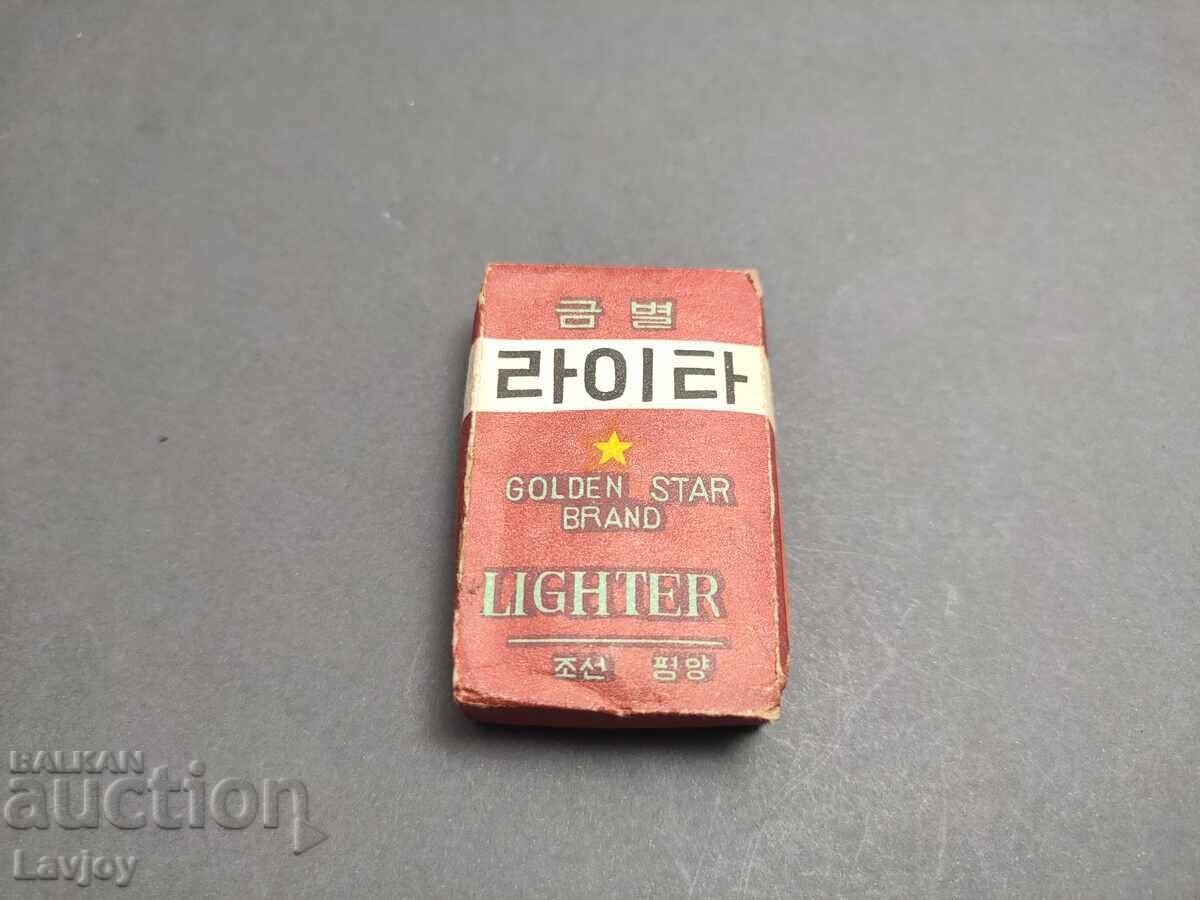 금별
라이타
GOLDEN STAR
BRAND
LIGHTER
조선 평양
BALKAN
auction
Lavjoy